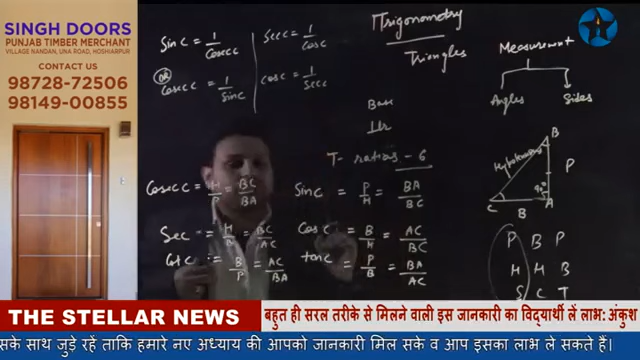 SINGH DOORS
PUNJAB TIMBER MERCHANT
VILLAGE NANDAN, UNA ROAD, HOSHIARPUR
CONTACT US
98728-72506
98149-00855
Trigonometry
Triangles
Measurement
Angles Sides
Sin C = 1/Cosec C
Sec C = 1/Cos C
OR
Cosec C = 1/Sin C
Cos C = 1/Sec C
Base
⊥er
T- ratios - 6
Cosec C = H/P = BC/BA
Sin C = P/H = BA/BC
Sec = H/B = BC/AC
Cos C = B/H = AC/BC
Cot C = B/P = AC/BA
tan C = P/B = BA/AC
B
Hypotenuse
P
90°
C
B
A
P B P
H H B
S C T
THE STELLAR NEWS
बहुत ही सरल तरीके से मिलने वाली इस जानकारी का विद्यार्थी लें लाभ: अंकुश
सके साथ जुड़े रहें ताकि हमारे नए अध्याय की आपको जानकारी मिल सके व आप इसका लाभ ले सकते हैं।